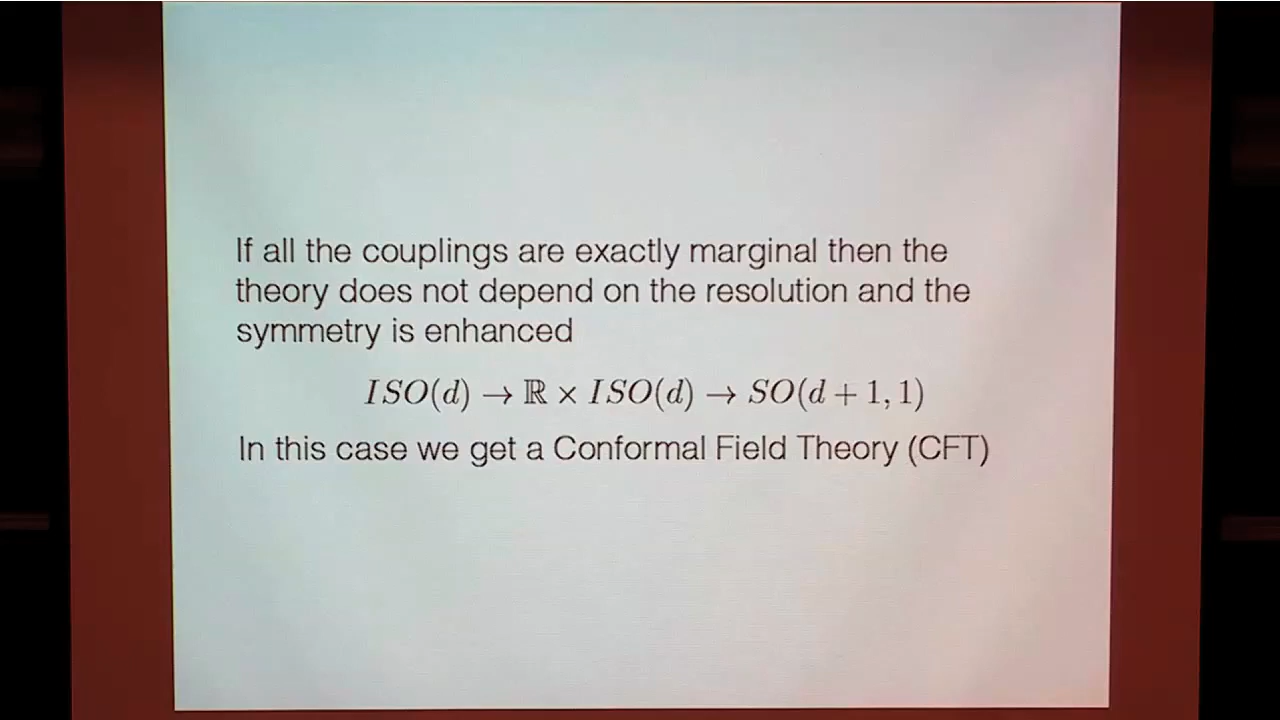 If all the couplings are exactly marginal then the
theory does not depend on the resolution and the
symmetry is enhanced
ISO(d) → ℝ × ISO(d) → SO(d + 1, 1)
In this case we get a Conformal Field Theory (CFT)